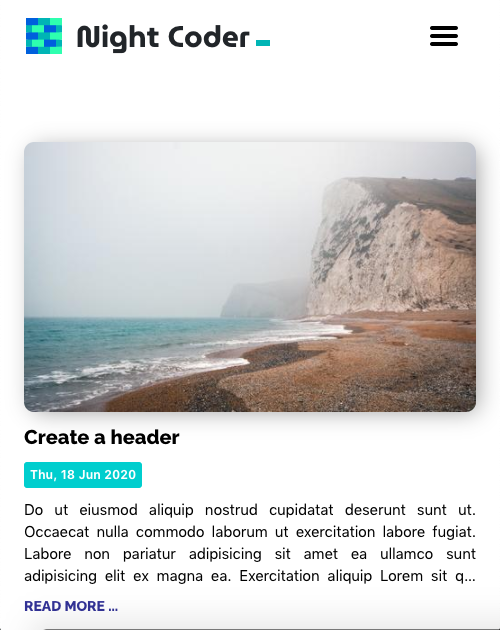 Night Coder
Create a header
Thu, 18 Jun 2020
Do ut eiusmod aliquip nostrud cupidatat deserunt sunt ut.
Occaecat nulla commodo laborum ut exercitation labore fugiat.
Labore non pariatur adipisicing sit amet ea ullamco sunt
adipisicing elit ex magna ea. Exercitation aliquip Lorem sit q...
READ MORE ...